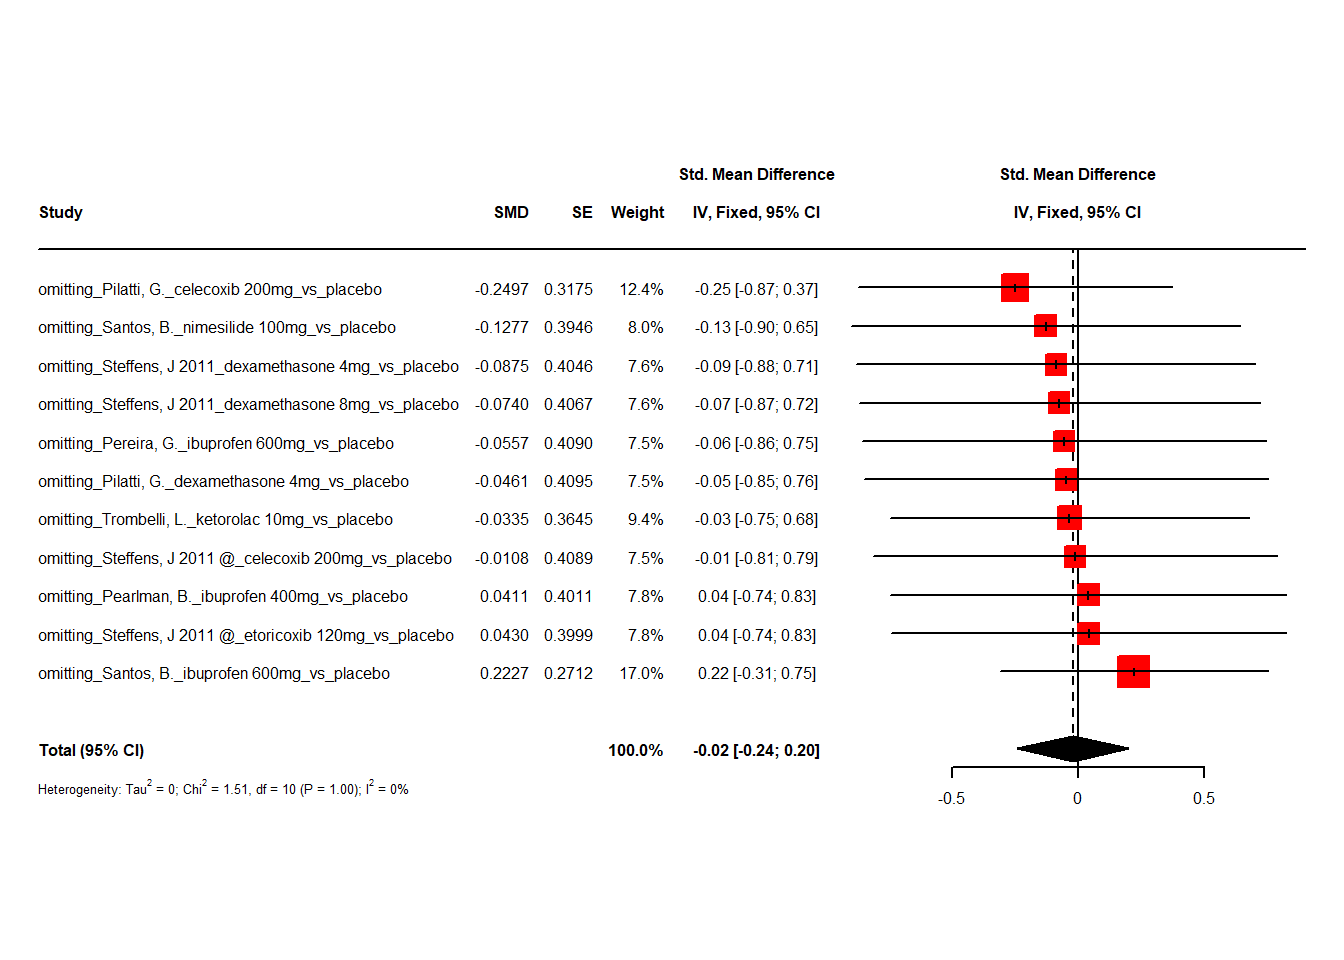 Std. Mean Difference Std. Mean Difference
Study SMD SE Weight IV, Fixed, 95% CI IV, Fixed, 95% CI
omitting_Pilatti, G._celecoxib 200mg_vs_placebo -0.2497 0.3175 12.4% -0.25 [-0.87; 0.37]
omitting_Santos, B._nimesilide 100mg_vs_placebo -0.1277 0.3946 8.0% -0.13 [-0.90; 0.65]
omitting_Steffens, J 2011_dexamethasone 4mg_vs_placebo -0.0875 0.4046 7.6% -0.09 [-0.88; 0.71]
omitting_Steffens, J 2011_dexamethasone 8mg_vs_placebo -0.0740 0.4067 7.6% -0.07 [-0.87; 0.72]
omitting_Pereira, G._ibuprofen 600mg_vs_placebo -0.0557 0.4090 7.5% -0.06 [-0.86; 0.75]
omitting_Pilatti, G._dexamethasone 4mg_vs_placebo -0.0461 0.4095 7.5% -0.05 [-0.85; 0.76]
omitting_Trombelli, L._ketorolac 10mg_vs_placebo -0.0335 0.3645 9.4% -0.03 [-0.75; 0.68]
omitting_Steffens, J 2011 @_celecoxib 200mg_vs_placebo -0.0108 0.4089 7.5% -0.01 [-0.81; 0.79]
omitting_Pearlman, B._ibuprofen 400mg_vs_placebo 0.0411 0.4011 7.8% 0.04 [-0.74; 0.83]
omitting_Steffens, J 2011 @_etoricoxib 120mg_vs_placebo 0.0430 0.3999 7.8% 0.04 [-0.74; 0.83]
omitting_Santos, B._ibuprofen 600mg_vs_placebo 0.2227 0.2712 17.0% 0.22 [-0.31; 0.75]
Total (95% CI) 100.0% -0.02 [-0.24; 0.20]
Heterogeneity: Tau² = 0; Chi² = 1.51, df = 10 (P = 1.00); I² = 0%
-0.5 0 0.5